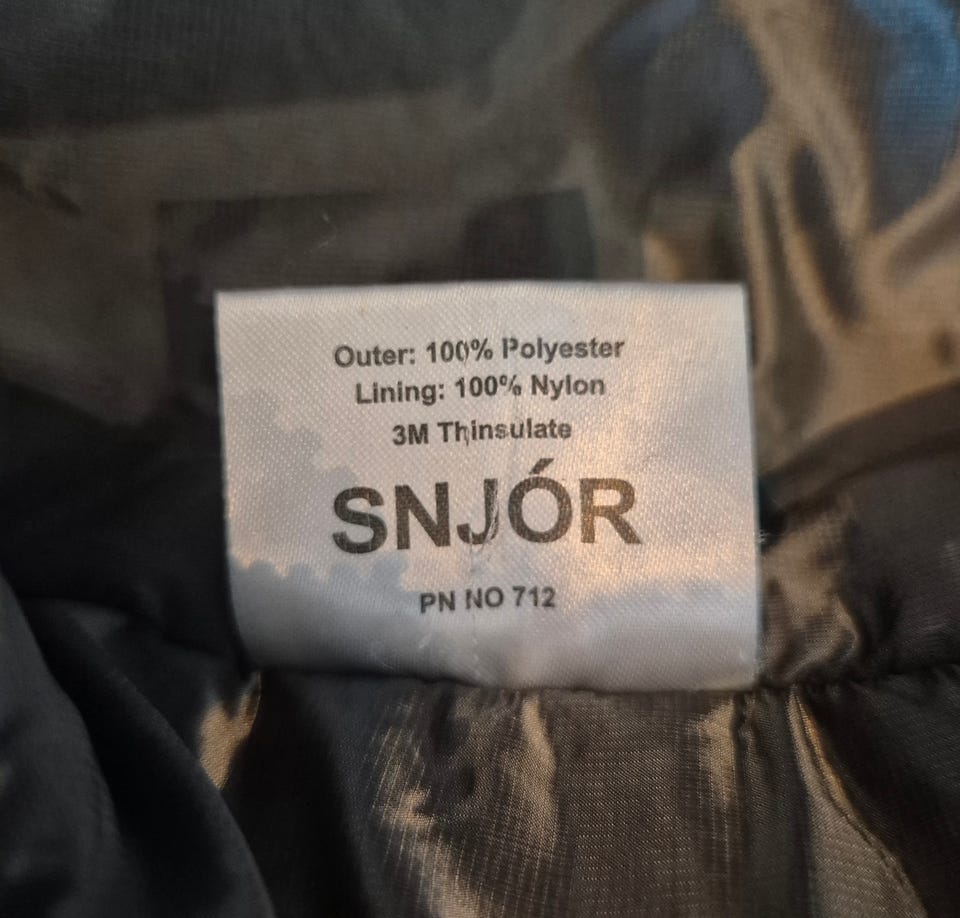 Outer: 100% Polyester
Lining: 100% Nylon
3M Thinsulate
SNJÓR
PN NO 712